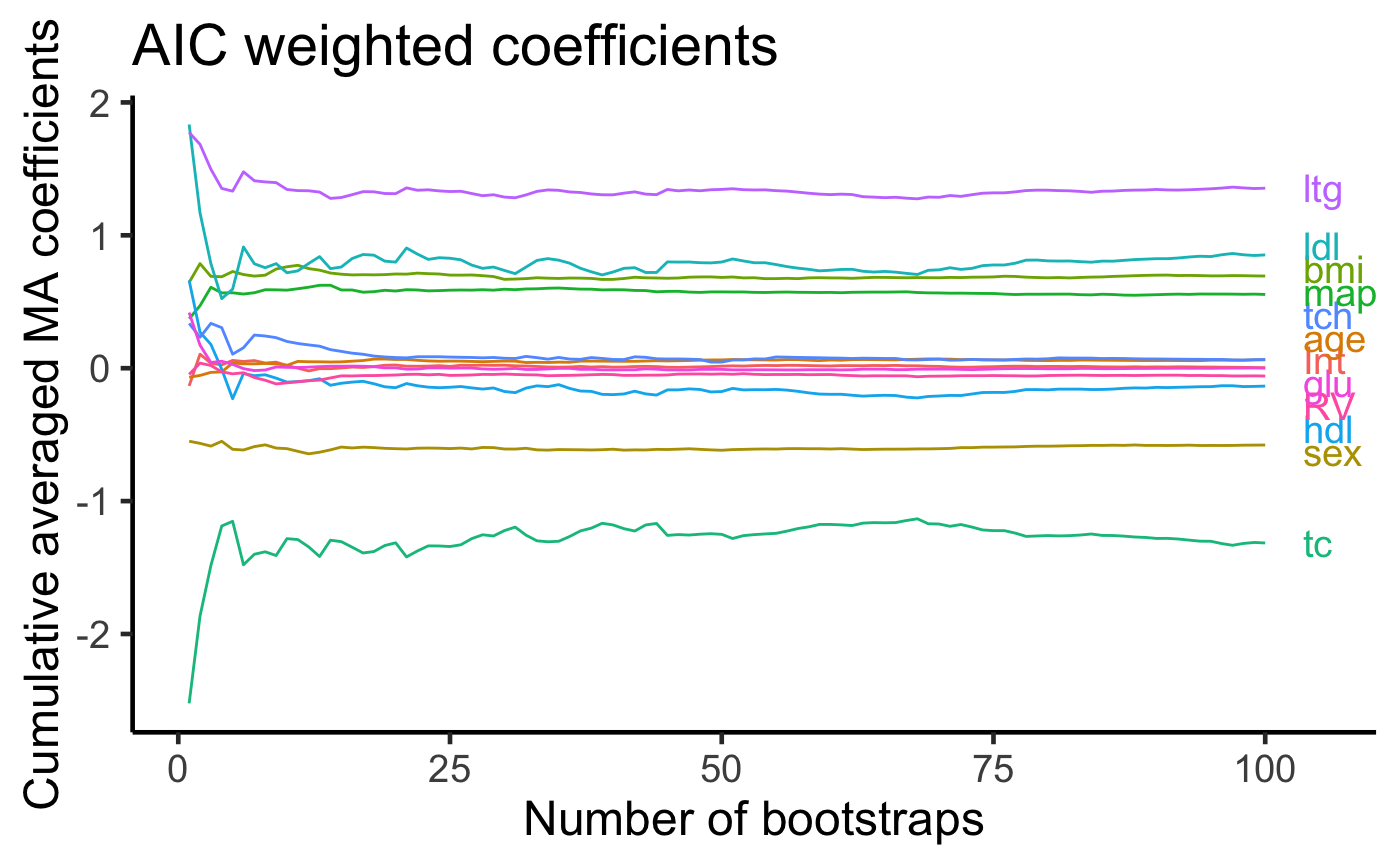 AIC weighted coefficients
Cumulative averaged MA coefficients
2
1
0
-1
-2
0
25
50
75
100
Number of bootstraps
ltg
ldl
bmi
map
tch
age
Int
glu
RV
hdl
sex
tc